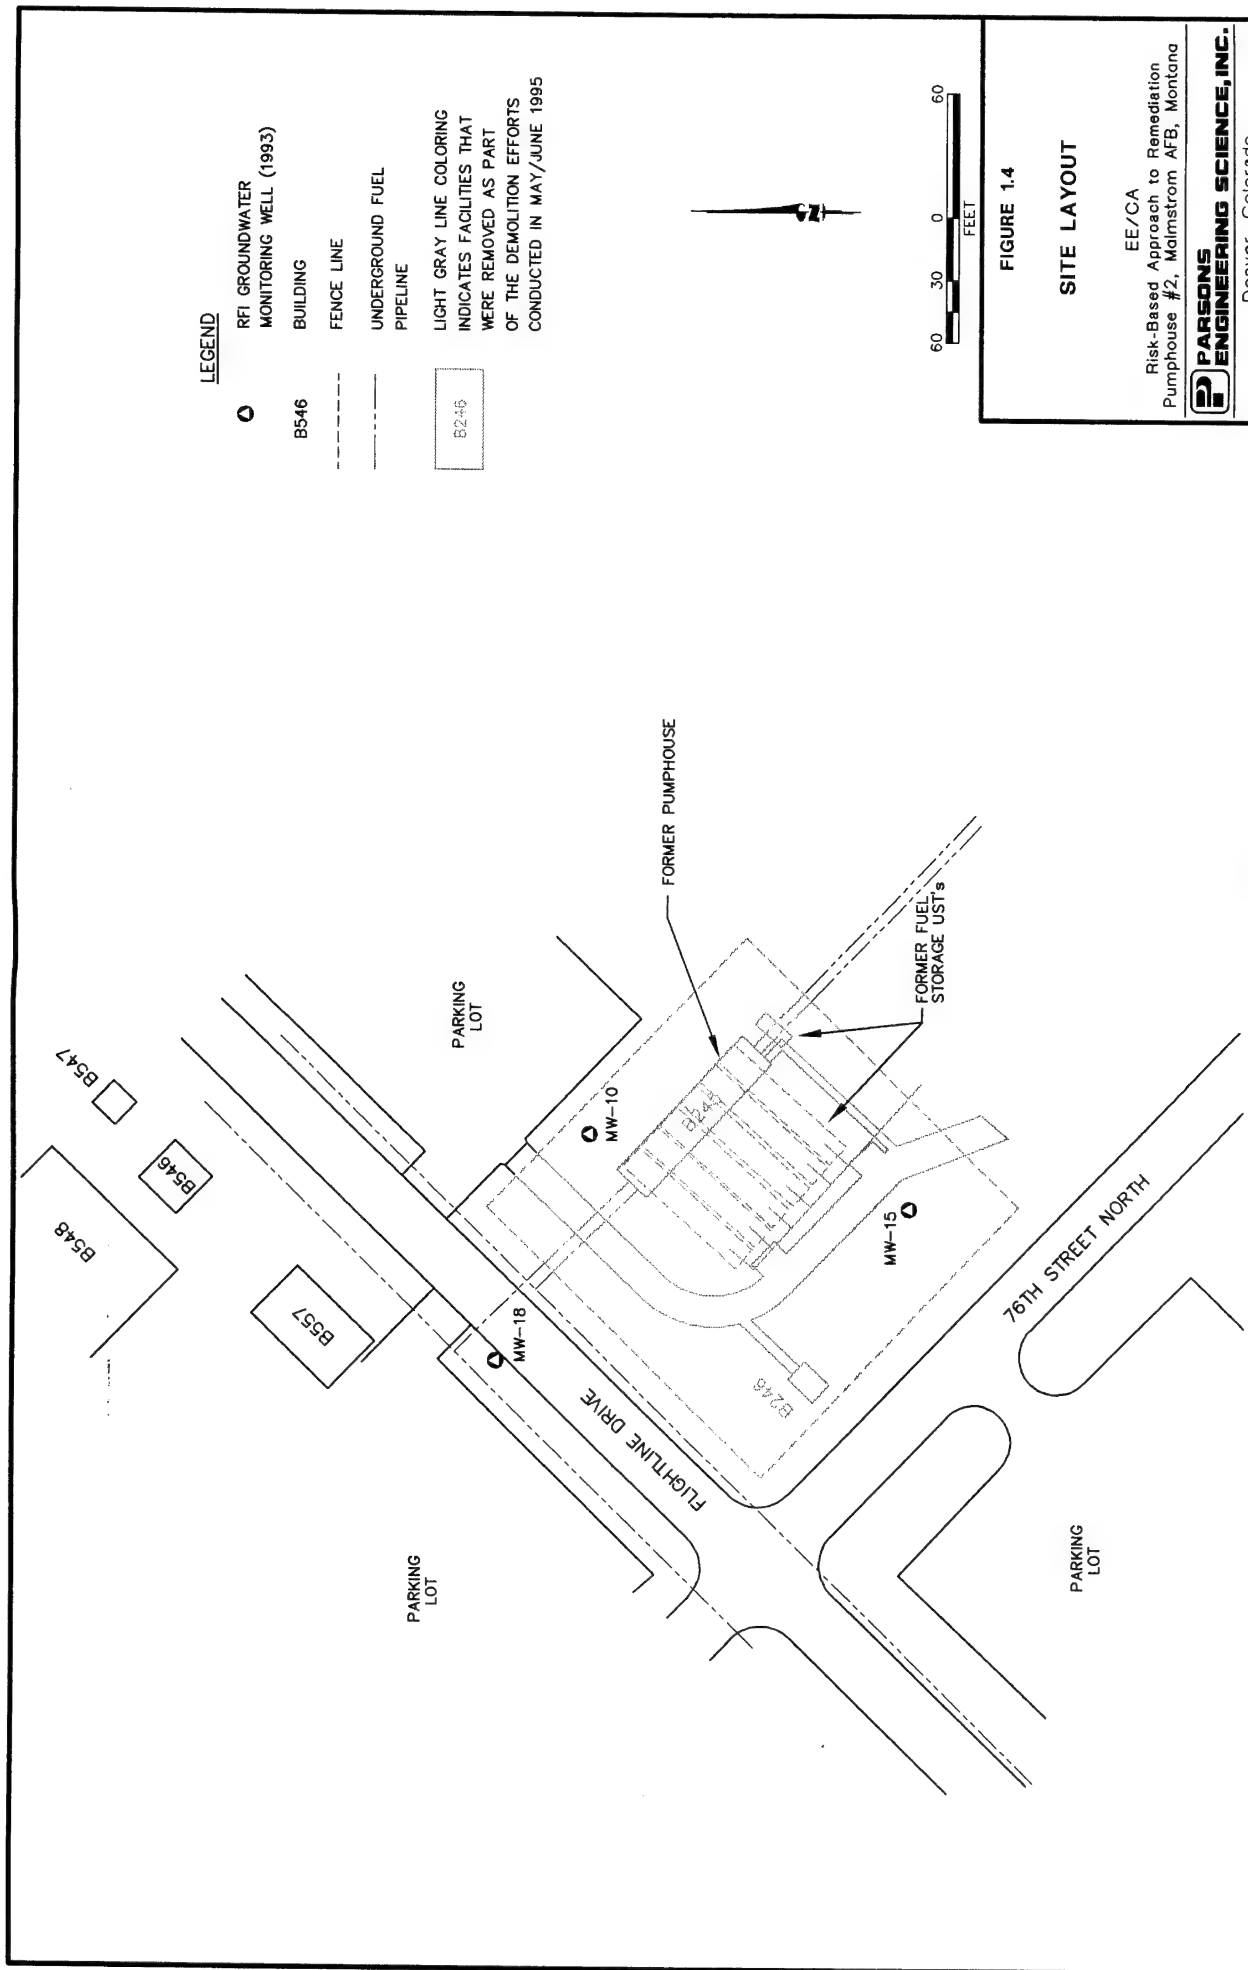 LEGEND
RFI GROUNDWATER
MONITORING WELL (1993)
B546
BUILDING
FENCE LINE
UNDERGROUND FUEL
PIPELINE
B246
LIGHT GRAY LINE COLORING
INDICATES FACILITIES THAT
WERE REMOVED AS PART
OF THE DEMOLITION EFFORTS
CONDUCTED IN MAY/JUNE 1995
B547
B546
B548
B557
PARKING
LOT
MW-10
MW-18
FORMER PUMPHOUSE
B245
FLIGHTLINE DRIVE
B246
MW-15
FORMER FUEL
STORAGE UST's
76TH STREET NORTH
PARKING
LOT
PARKING
LOT
N
60
30
0
60
FEET
FIGURE 1.4
SITE LAYOUT
EE/CA
Risk-Based Approach to Remediation
Pumphouse #2, Malmstrom AFB, Montana
PARSONS
ENGINEERING SCIENCE, INC.
Denver, Colorado